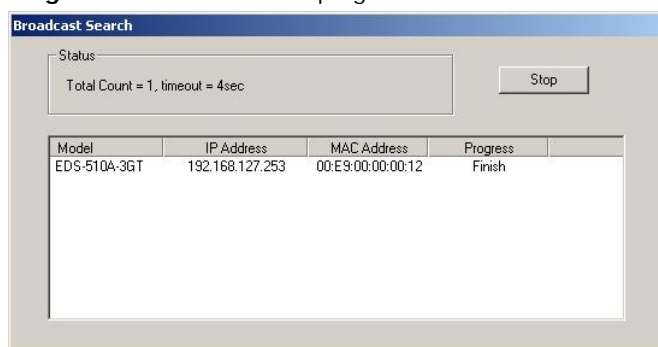 Broadcast Search
Status
Total Count = 1, timeout = 4sec
Stop
Model IP Address MAC Address Progress
EDS-510A-3GT 192.168.127.253 00:E9:00:00:00:12 Finish